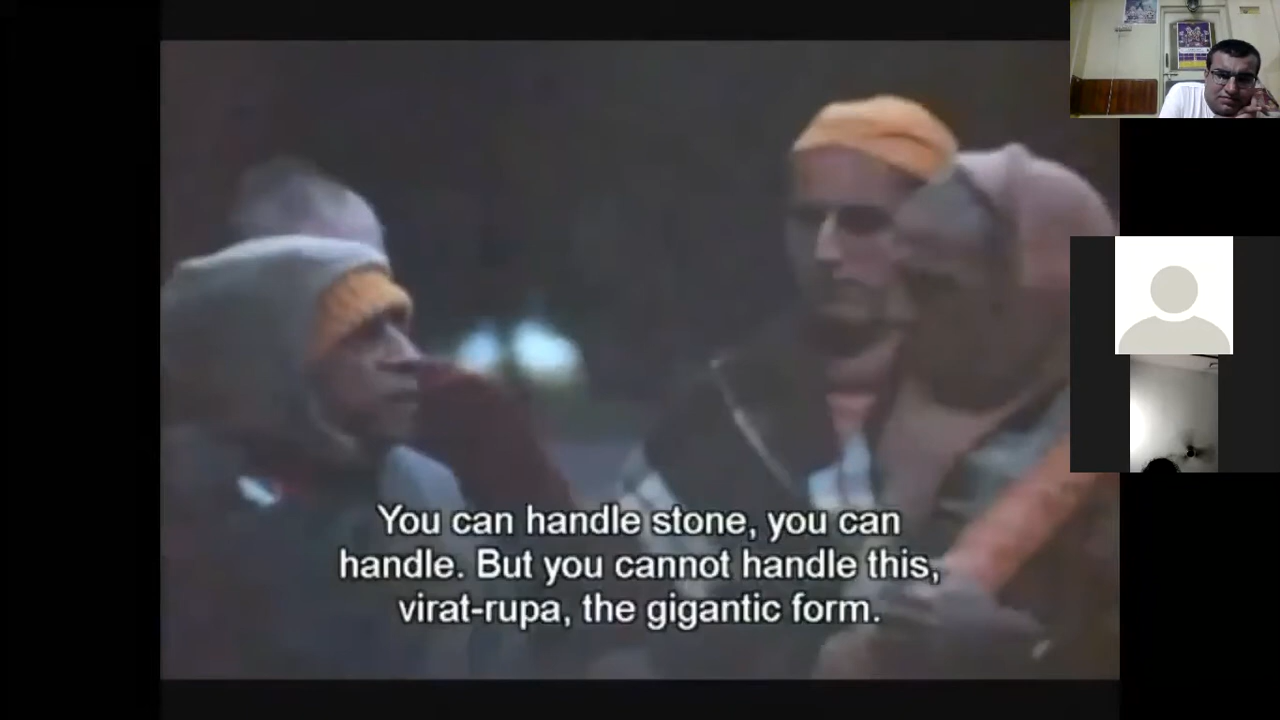 You can handle stone, you can
handle. But you cannot handle this,
virat-rupa, the gigantic form.